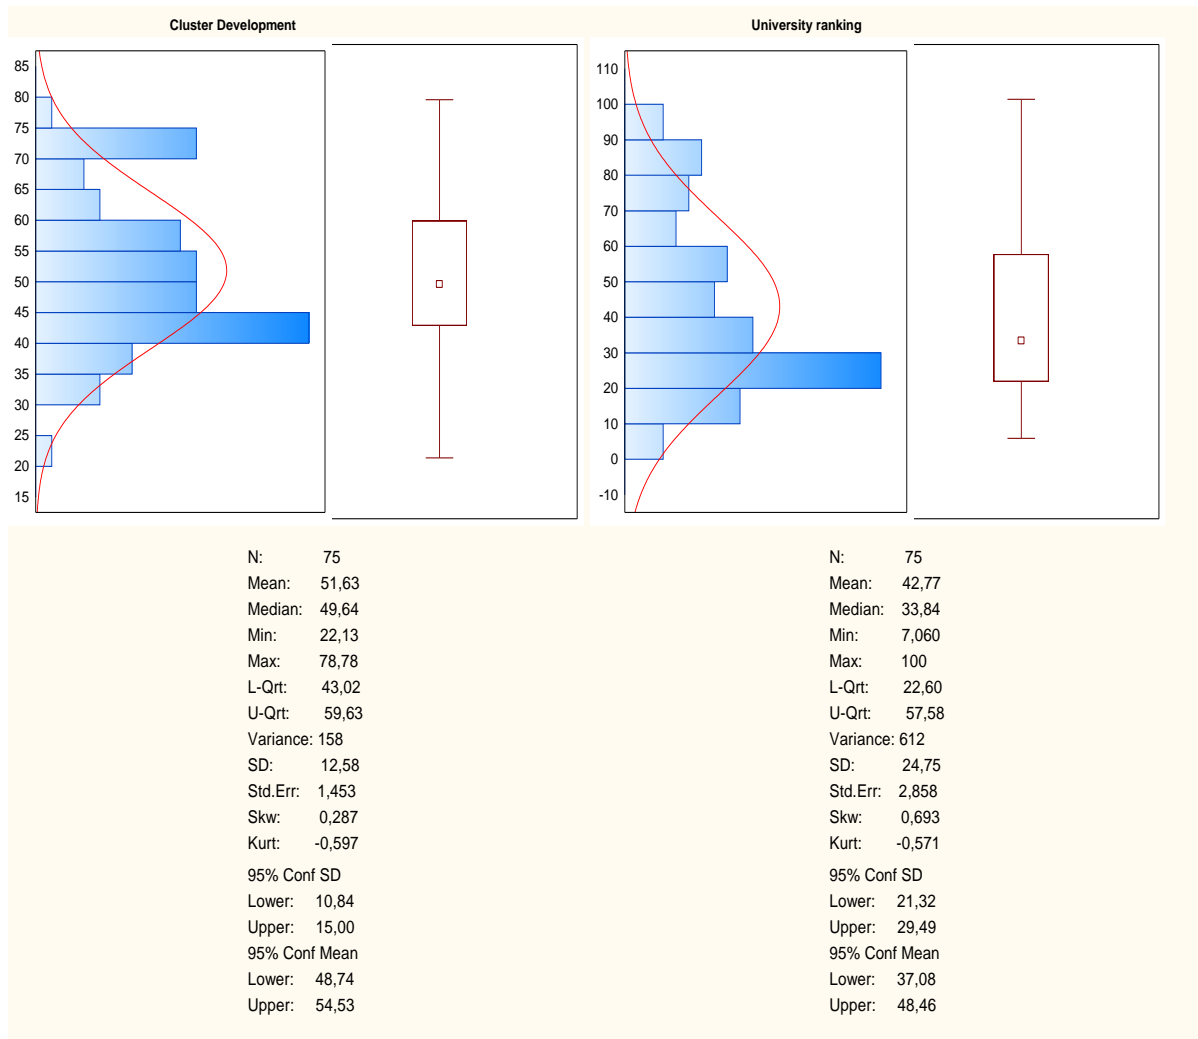 Cluster Development
85
80
75
70
65
60
55
50
45
40
35
30
25
20
15
N: 75
Mean: 51,63
Median: 49,64
Min: 22,13
Max: 78,78
L-Qrt: 43,02
U-Qrt: 59,63
Variance: 158
SD: 12,58
Std.Err: 1,453
Skw: 0,287
Kurt: -0,597
95% Conf SD
Lower: 10,84
Upper: 15,00
95% Conf Mean
Lower: 48,74
Upper: 54,53
University ranking
110
100
90
80
70
60
50
40
30
20
10
0
-10
N: 75
Mean: 42,77
Median: 33,84
Min: 7,060
Max: 100
L-Qrt: 22,60
U-Qrt: 57,58
Variance: 612
SD: 24,75
Std.Err: 2,858
Skw: 0,693
Kurt: -0,571
95% Conf SD
Lower: 21,32
Upper: 29,49
95% Conf Mean
Lower: 37,08
Upper: 48,46